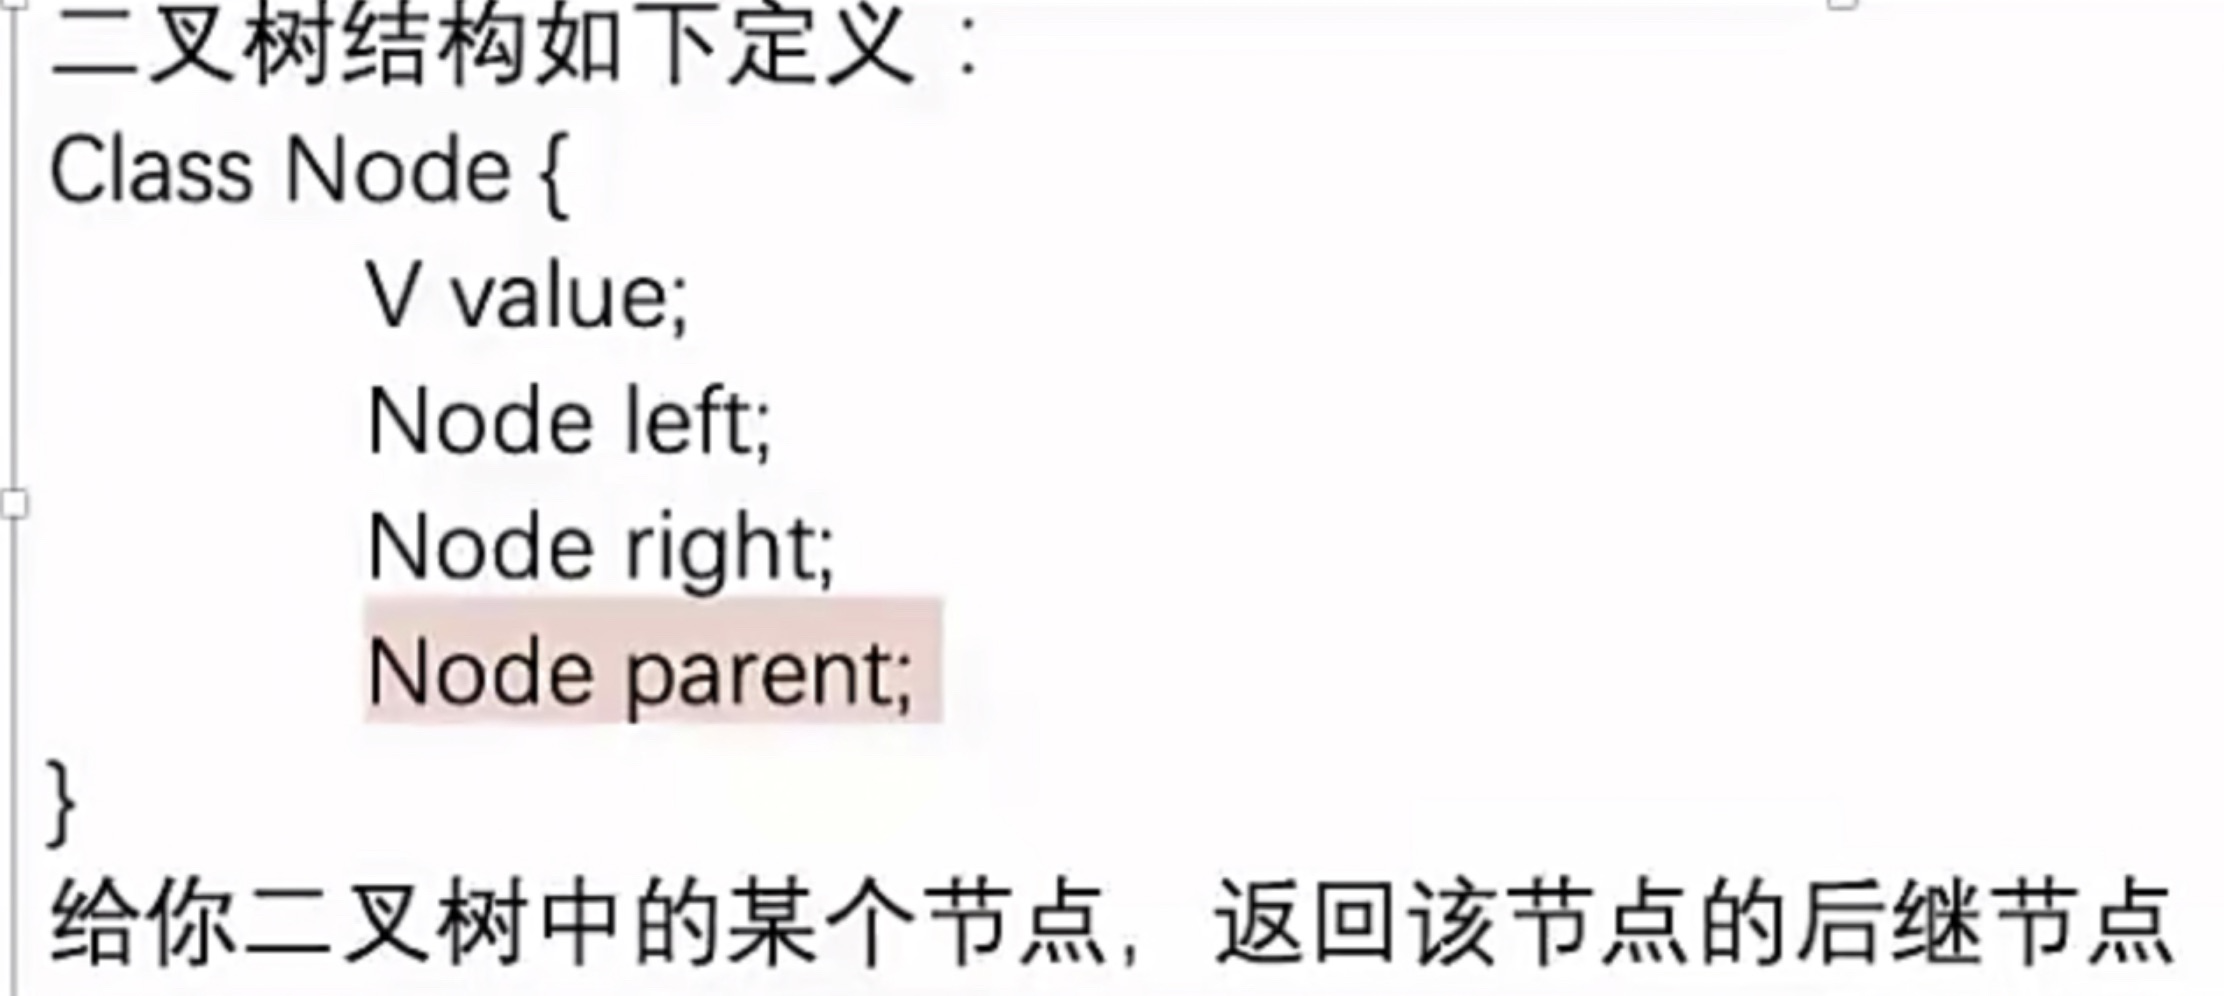 二叉树结构如下定义：
Class Node {
V value;
Node left;
Node right;
Node parent;
}
给你二叉树中的某个节点，返回该节点的后继节点